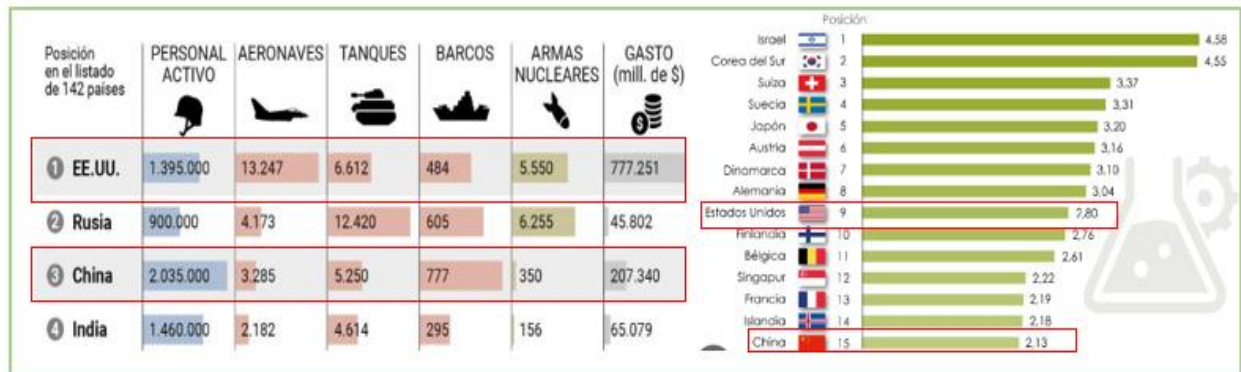 Posición
en el listado
de 142 países
PERSONAL
ACTIVO
AERONAVES
TANQUES
BARCOS
ARMAS
NUCLEARES
GASTO
(mill. de $)
1 EE.UU. 1.395.000 13.247 6.612 484 5.550 777.251
2 Rusia 900.000 4.173 12.420 605 6.255 45.802
3 China 2.035.000 3.285 5.250 777 350 207.340
4 India 1.460.000 2.182 4.614 295 156 65.079
Posición
Israel 1 4,58
Corea del Sur 2 4,55
Suiza 3 3,37
Suecia 4 3,31
Japón 5 3,20
Austria 6 3,16
Dinamarca 7 3,10
Alemania 8 3,04
Estados Unidos 9 2,80
Finlandia 10 2,76
Bélgica 11 2,61
Singapur 12 2,22
Francia 13 2,19
Islandia 14 2,18
China 15 2,13